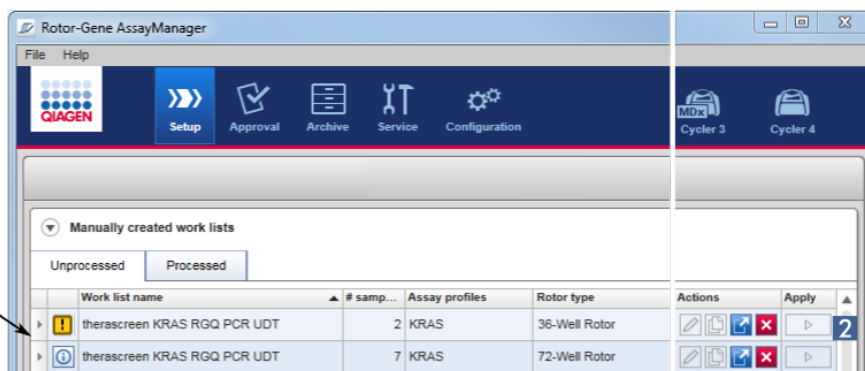 Rotor-Gene AssayManager
File Help
QIAGEN
Setup Approval Archive Service Configuration MDx Cycler 3 Cycler 4
Manually created work lists
Unprocessed Processed
Work list name # samp... Assay profiles Rotor type Actions Apply
therascreen KRAS RGQ PCR UDT 2 KRAS 36-Well Rotor 2
therascreen KRAS RGQ PCR UDT 7 KRAS 72-Well Rotor